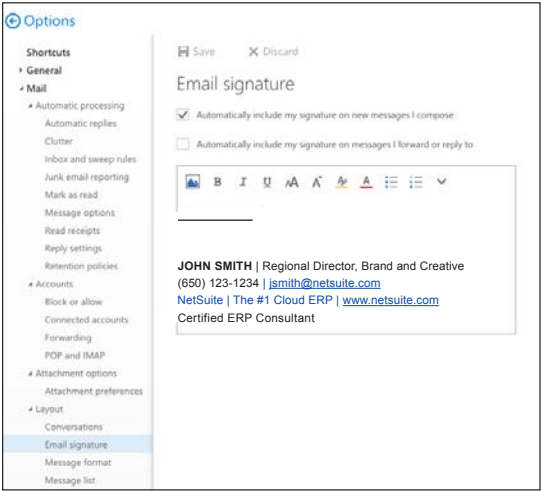 Options
Shortcuts
General
Mail
Automatic processing
Automatic replies
Clutter
Inbox and sweep rules
Junk email reporting
Mark as read
Message options
Read receipts
Reply settings
Retention policies
Accounts
Block or allow
Connected accounts
Forwarding
POP and IMAP
Attachment options
Attachment preferences
Layout
Conversations
Email signature
Message format
Message list
Save Discard
Email signature
Automatically include my signature on new messages I compose
Automatically include my signature on messages I forward or reply to
B I U AA A A
JOHN SMITH | Regional Director, Brand and Creative
(650) 123-1234 | jsmith@netsuite.com
NetSuite | The #1 Cloud ERP | www.netsuite.com
Certified ERP Consultant